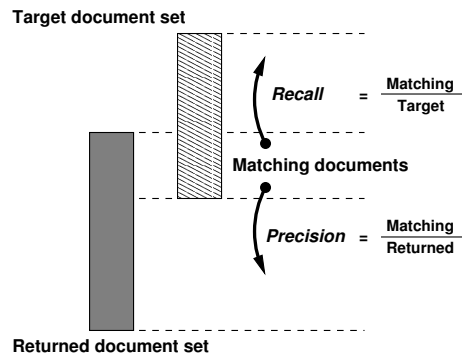 Target document set
Recall = Matching
Target
Matching documents
Precision = Matching
Returned
Returned document set